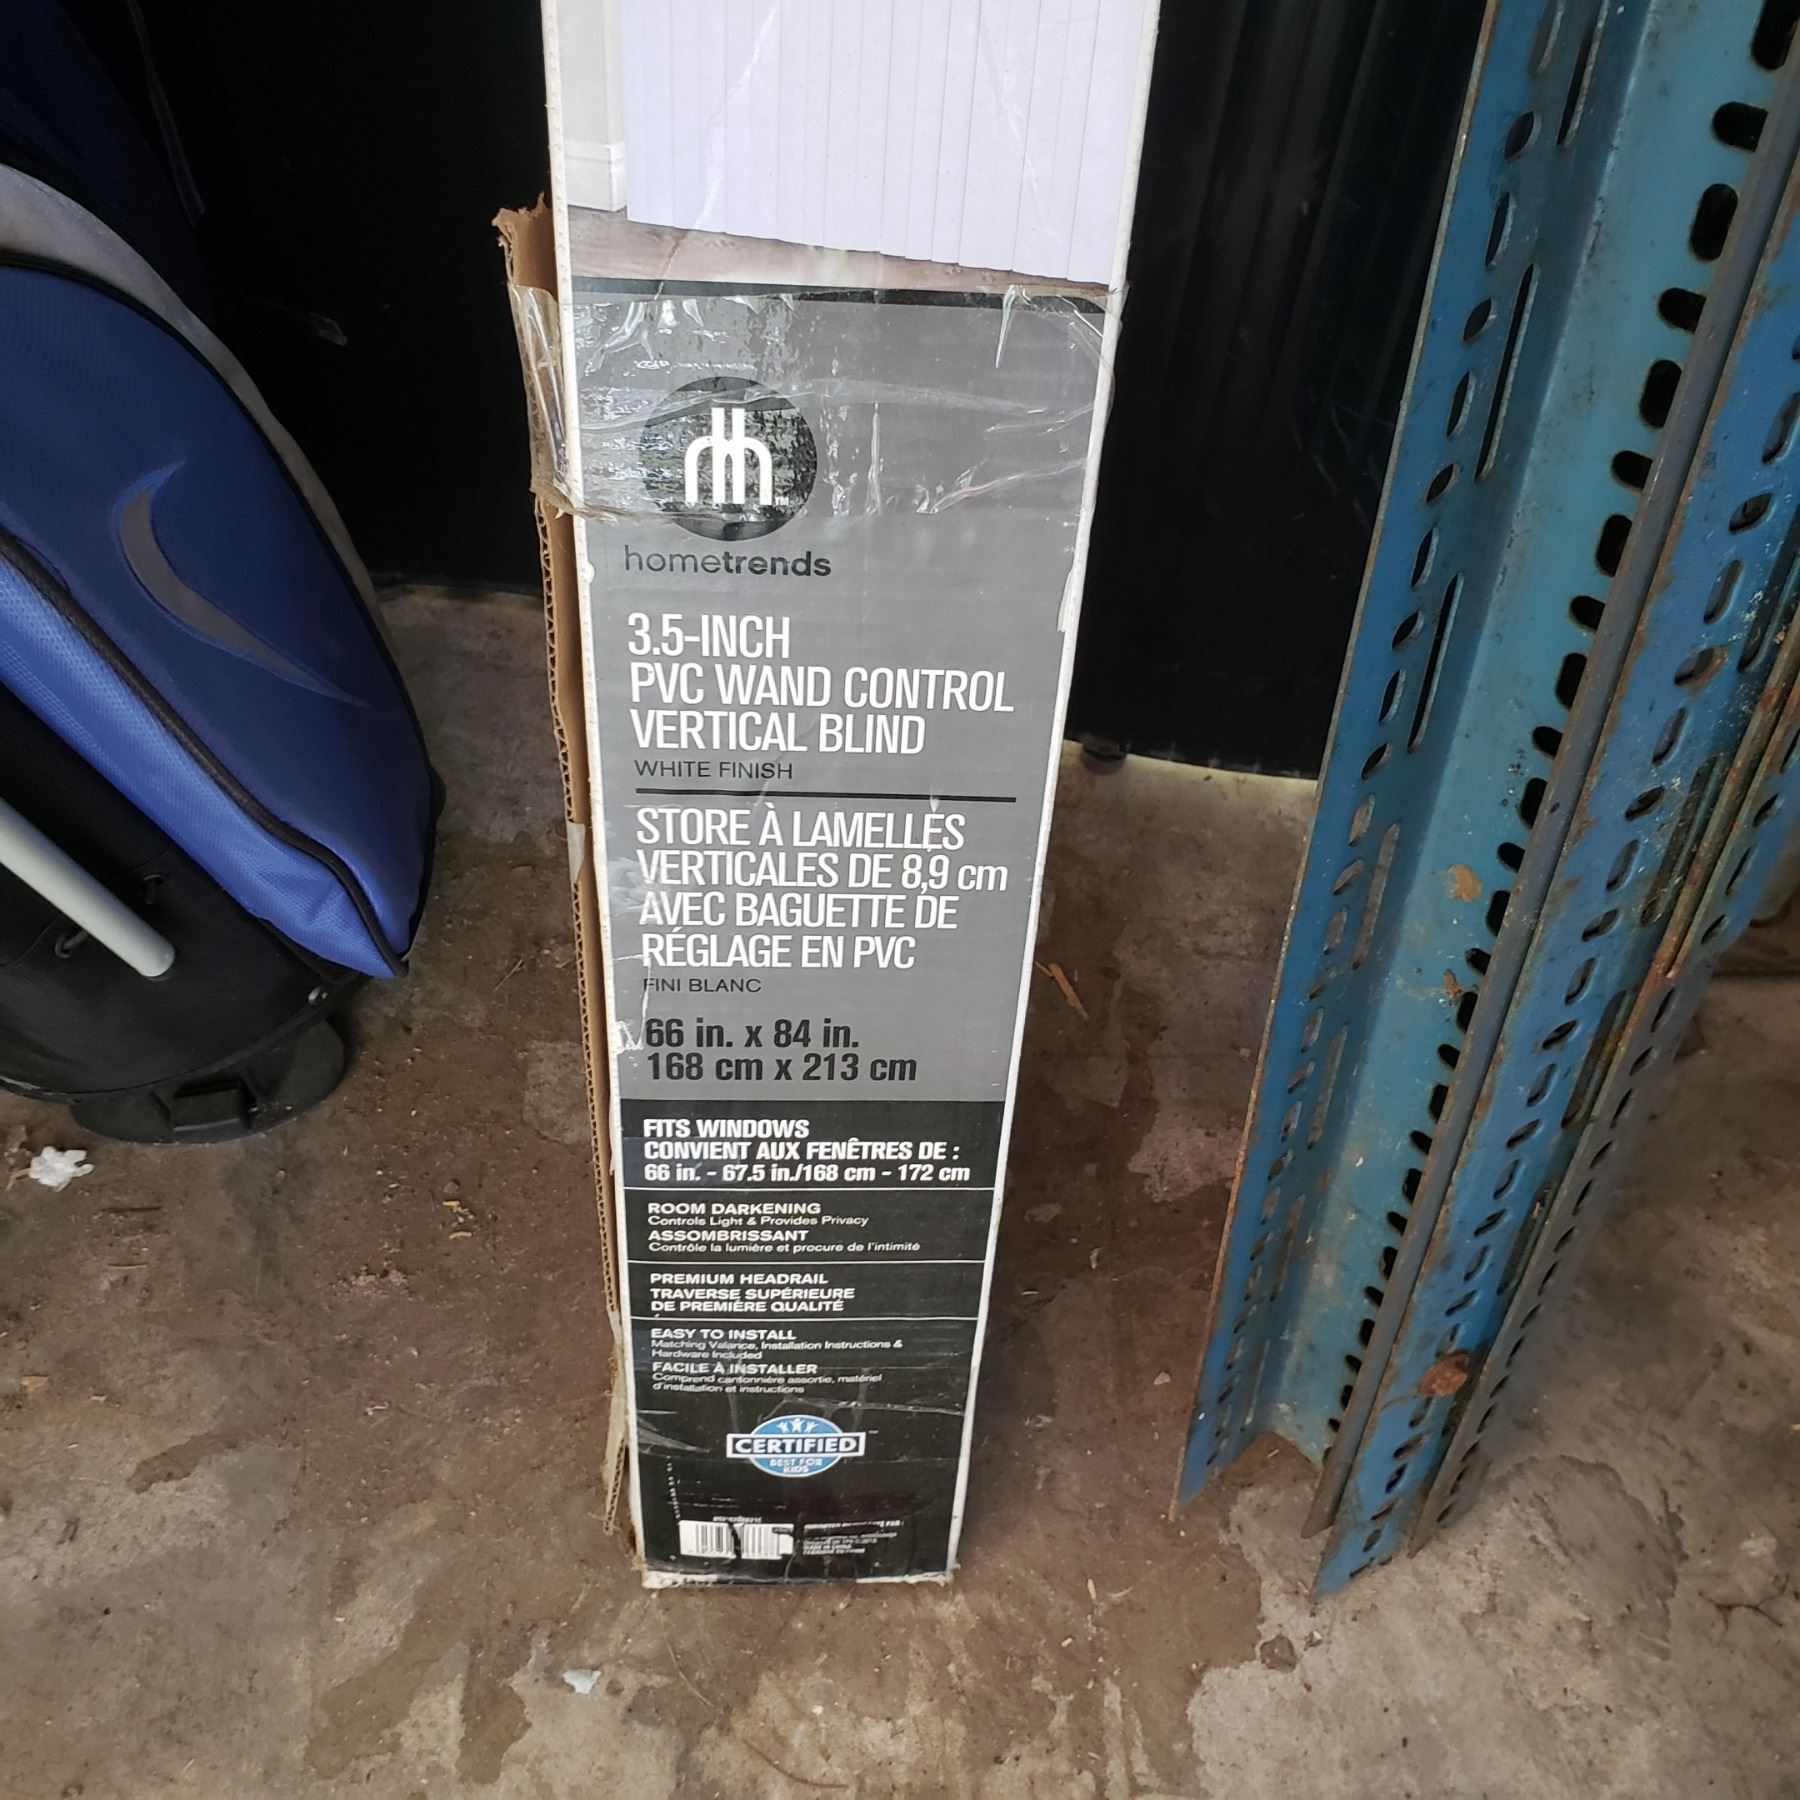 hometrends
3.5-INCH
PVC WAND CONTROL
VERTICAL BLIND
WHITE FINISH
STORE À LAMELLES
VERTICALES DE 8,9 cm
AVEC BAGUETTE DE
RÉGLAGE EN PVC
FINI BLANC
66 in. x 84 in.
168 cm x 213 cm
FITS WINDOWS
CONVIENT AUX FENÊTRES DE :
66 in. - 67.5 in./168 cm - 172 cm
ROOM DARKENING
Controls Light & Provides Privacy
ASSOMBRISSANT
Contrôle la lumière et procure de l'intimité
PREMIUM HEADRAIL
TRAVERSE SUPÉRIEURE
DE PREMIÈRE QUALITÉ
EASY TO INSTALL
Matching Valance, Installation Instructions &
Hardware Included
FACILE À INSTALLER
Comprend cantonnière assortie, matériel
d'installation et instructions
CERTIFIED
BEST FOR
KIDS
MADE IN CHINA